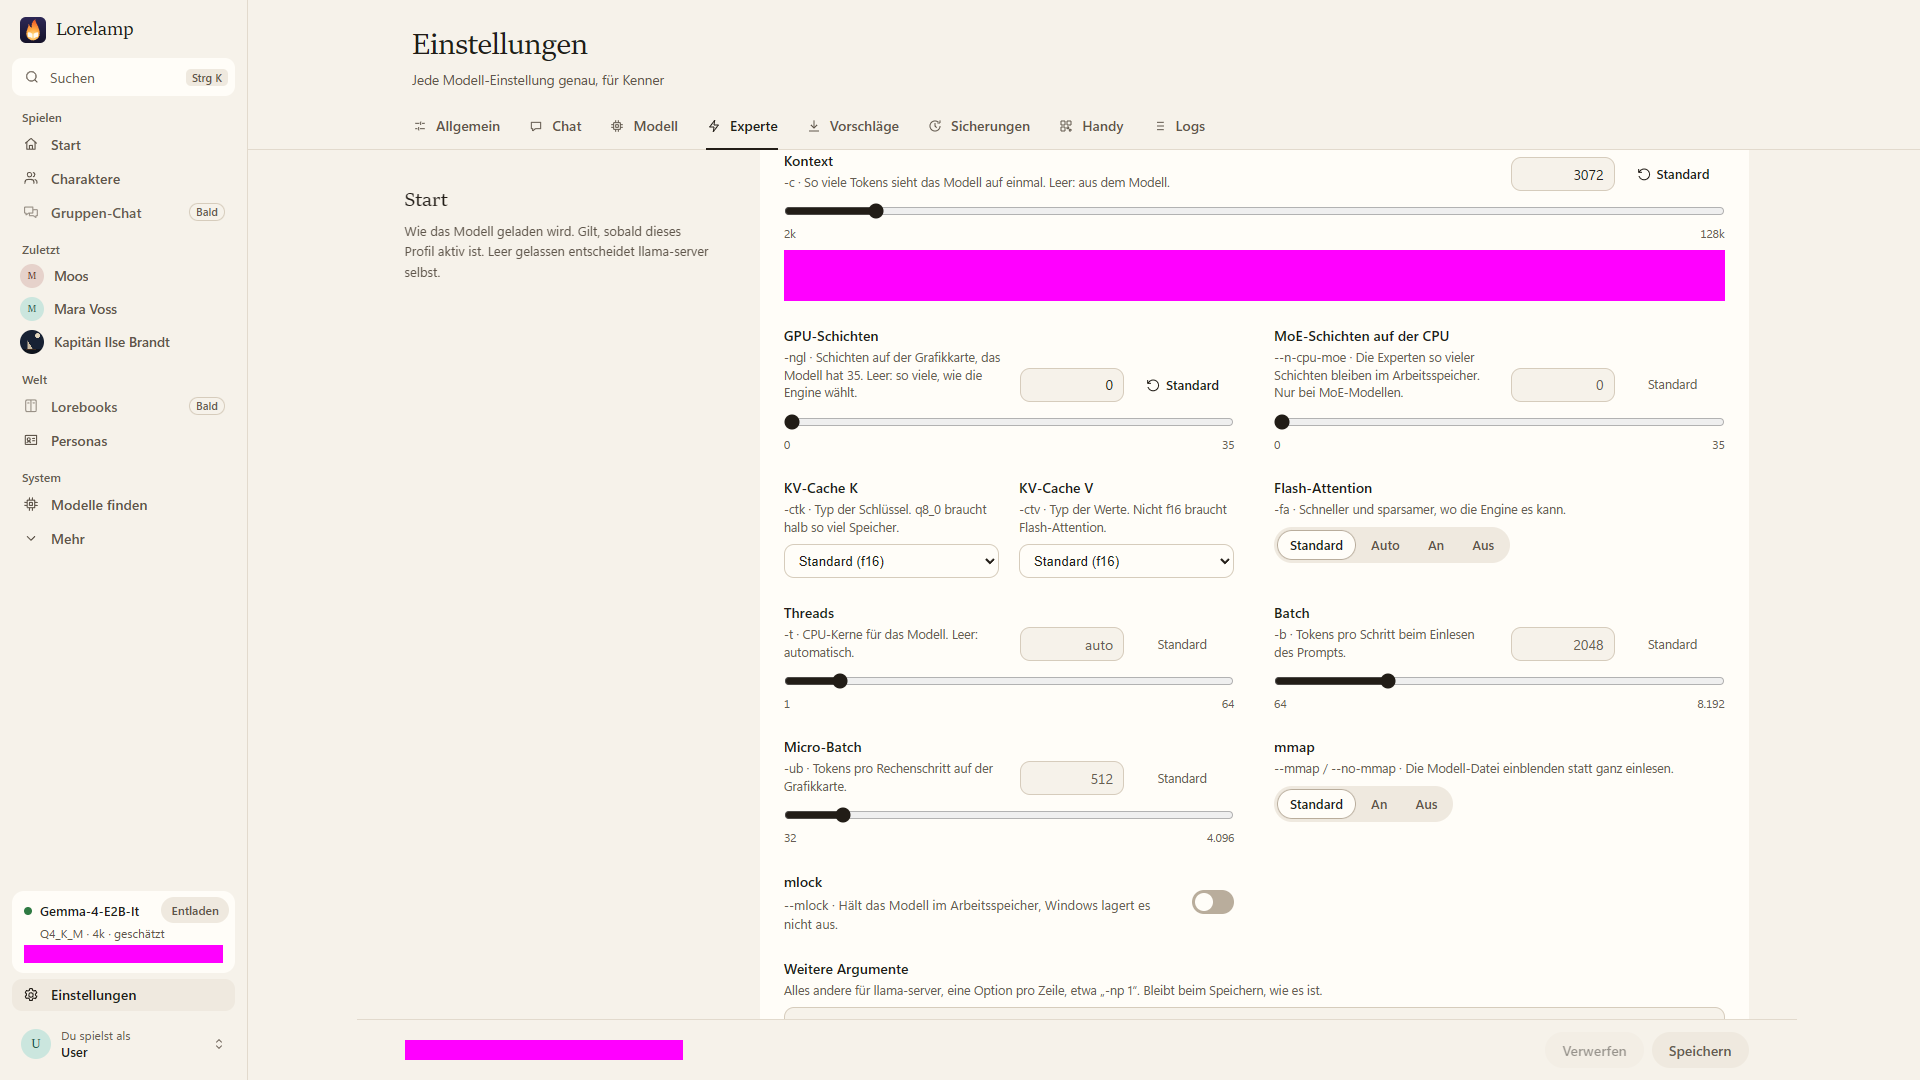 Lorelamp
Suchen
Strg K
Spielen
Start
Charaktere
Gruppen-Chat
Bald
Zuletzt
M
Moos
M
Mara Voss
Kapitän Ilse Brandt
Welt
Lorebooks
Bald
Personas
System
Modelle finden
Mehr
Gemma-4-E2B-It
Entladen
Q4_K_M · 4k · geschätzt
Einstellungen
U
Du spielst als
User
Einstellungen
Jede Modell-Einstellung genau, für Kenner
Allgemein
Chat
Modell
Experte
Vorschläge
Sicherungen
Handy
Logs
Start
Wie das Modell geladen wird. Gilt, sobald dieses
Profil aktiv ist. Leer gelassen entscheidet llama-server
selbst.
Kontext
-c · So viele Tokens sieht das Modell auf einmal. Leer: aus dem Modell.
3072
Standard
2k
128k
GPU-Schichten
-ngl · Schichten auf der Grafikkarte, das
Modell hat 35. Leer: so viele, wie die
Engine wählt.
0
Standard
0
35
MoE-Schichten auf der CPU
--n-cpu-moe · Die Experten so vieler
Schichten bleiben im Arbeitsspeicher.
Nur bei MoE-Modellen.
0
Standard
0
35
KV-Cache K
-ctk · Typ der Schlüssel. q8_0 braucht
halb so viel Speicher.
Standard (f16)
KV-Cache V
-ctv · Typ der Werte. Nicht f16 braucht
Flash-Attention.
Standard (f16)
Flash-Attention
-fa · Schneller und sparsamer, wo die Engine es kann.
Standard
Auto
An
Aus
Threads
-t · CPU-Kerne für das Modell. Leer:
automatisch.
auto
Standard
1
64
Batch
-b · Tokens pro Schritt beim Einlesen
des Prompts.
2048
Standard
64
8.192
Micro-Batch
-ub · Tokens pro Rechenschritt auf der
Grafikkarte.
512
Standard
32
4.096
mmap
--mmap / --no-mmap · Die Modell-Datei einblenden statt ganz einlesen.
Standard
An
Aus
mlock
--mlock · Hält das Modell im Arbeitsspeicher, Windows lagert es
nicht aus.
Weitere Argumente
Alles andere für llama-server, eine Option pro Zeile, etwa „-np 1“. Bleibt beim Speichern, wie es ist.
Verwerfen
Speichern